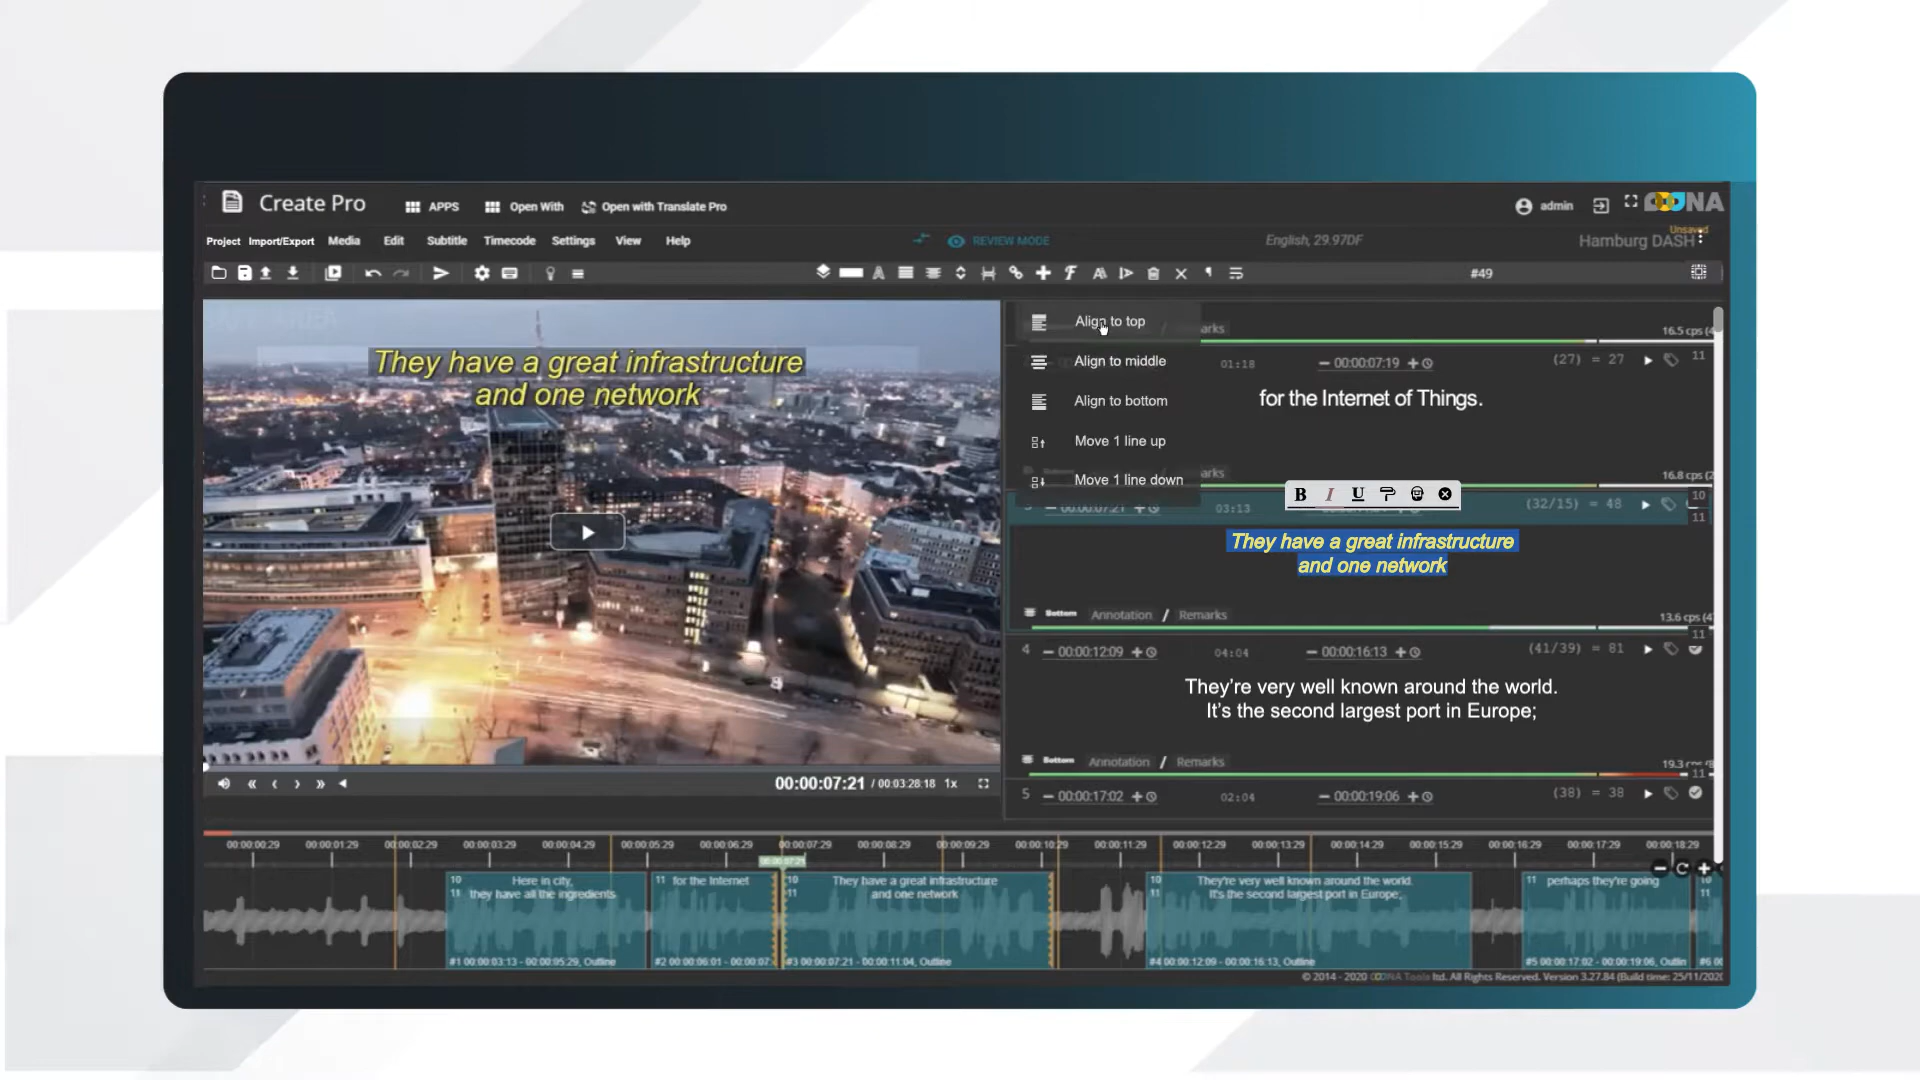 Create Pro
APPS
Open With
Open with Translate Pro
admin
OOONA
Project
Import/Export
Media
Edit
Subtitle
Timecode
Settings
View
Help
REVIEW MODE
English, 29.97DF
Unsaved
Hamburg DASH
#49
They have a great infrastructure
and one network
Align to top
Align to middle
Align to bottom
Move 1 line up
Move 1 line down
16.5 cps
01:18
00:00:07:19
(27) = 27
11
for the Internet of Things.
16.8 cps
B I U
10
00:00:07:21
03:13
(32/15) = 48
11
They have a great infrastructure
and one network
Bottom Annotation / Remarks
13.6 cps
11
4 00:00:12:09 04:04 00:00:16:13 (41/39) = 81
They're very well known around the world.
It's the second largest port in Europe;
Bottom Annotation / Remarks
11
5 00:00:17:02 02:04 00:00:19:06 (38) = 38
00:00:07:21 / 00:03:28:18 1x
00:00:00:29 00:00:01:29 00:00:02:29 00:00:03:29 00:00:04:29 00:00:05:29 00:00:06:29 00:00:07:29 00:00:08:29 00:00:09:29 00:00:10:29 00:00:11:29 00:00:12:29 00:00:13:29 00:00:14:29 00:00:15:29 00:00:16:29 00:00:17:29 00:00:18:29
00:00:07:21
10 Here in city,
11 they have all the ingredients
#1 00:00:03:13 - 00:00:05:29, Outline
11 for the Internet
#2 00:00:06:01 - 00:00:07:
10 They have a great infrastructure
11 and one network
#3 00:00:07:21 - 00:00:11:04, Outline
10 They're very well known around the world.
11 It's the second largest port in Europe;
#4 00:00:12:09 - 00:00:16:13, Outline
11 perhaps they're going
#5 00:00:17:02 - 00:00:19:06, Outlin
10
11
© 2014 - 2020 OOONA Tools ltd. All Rights Reserved. Version 3.27.84 (Build time: 25/11/2020